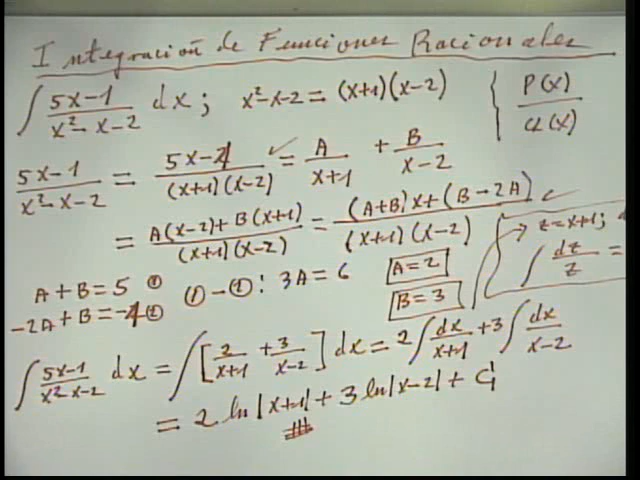 Integración de Funciones Racionales
∫ 5x-1/x²-x-2 dx; x²-x-2 = (x+1)(x-2) { P(x)/Q(x)
5x-1/x²-x-2 = 5x-1/(x+1)(x-2) ✓ = A/x+1 + B/x-2
= A(x-2)+B(x+1)/(x+1)(x-2) = (A+B)x+(B-2A)/(x+1)(x-2) ✓
→ z=x+1;
∫ dz/z =
A+B=5 ①
-2A+B=-1 ② ①-②: 3A=6 A=2
B=3
∫ 5x-1/x²-x-2 dx = ∫ [2/x+1 + 3/x-2] dx = 2∫ dx/x+1 + 3∫ dx/x-2
= 2 ln|x+1| + 3 ln|x-2| + C